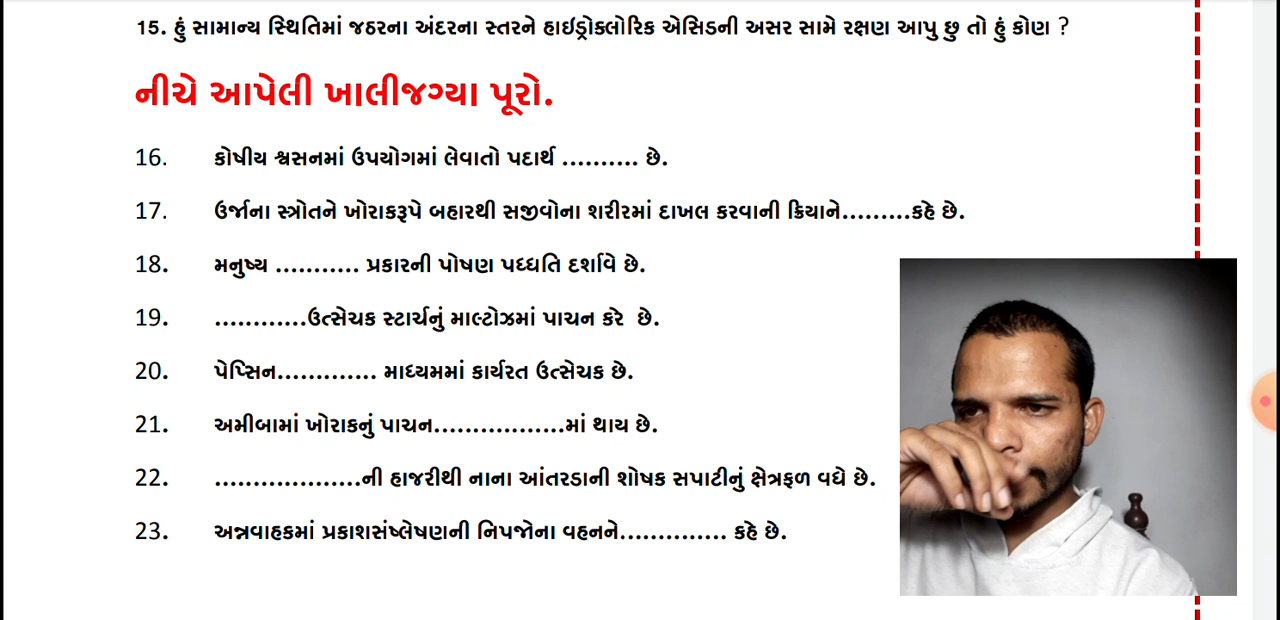 15. હું સામાન્ય સ્થિતિમાં જઠરના અંદરના સ્તરને હાઇડ્રોક્લોરિક એસિડની અસર સામે રક્ષણ આપુ છુ તો હું કોણ ?
નીચે આપેલી ખાલીજગ્યા પૂરો.
16. કોષીય શ્વસનમાં ઉપયોગમાં લેવાતો પદાર્થ .......... છે.
17. ઉર્જાના સ્ત્રોતને ખોરાકરૂપે બહારથી સજીવોના શરીરમાં દાખલ કરવાની ક્રિયાને.........કહે છે.
18. મનુષ્ય ........... પ્રકારની પોષણ પધ્ધતિ દર્શાવે છે.
19. ............ઉત્સેચક સ્ટાર્ચનું માલ્ટોઝમાં પાચન કરે છે.
20. પેપ્સિન............. માધ્યમમાં કાર્યરત ઉત્સેચક છે.
21. અમીબામાં ખોરાકનું પાચન.................માં થાય છે.
22. ...................ની હાજરીથી નાના આંતરડાની શોષક સપાટીનું ક્ષેત્રફળ વધે છે.
23. અન્નવાહકમાં પ્રકાશસંષ્લેષણની નિપજોના વહનને.............. કહે છે.